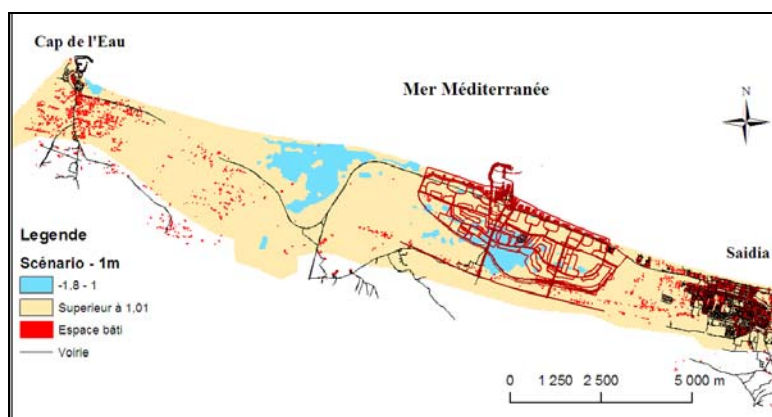 Cap de l'Eau
Mer Méditerranée
N
Saidia
Legende
Scénario - 1m
-1.8 - 1
Superieur à 1,01
Espace bâti
Voirie
0 1 250 2 500 5 000 m